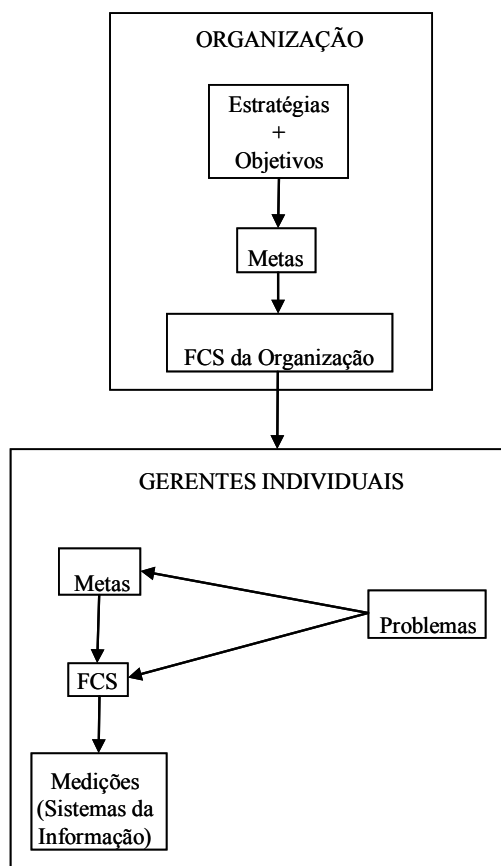 ORGANIZAÇÃO
Estratégias
+
Objetivos
Metas
FCS da Organização
GERENTES INDIVIDUAIS
Metas
Problemas
FCS
Medições
(Sistemas da
Informação)